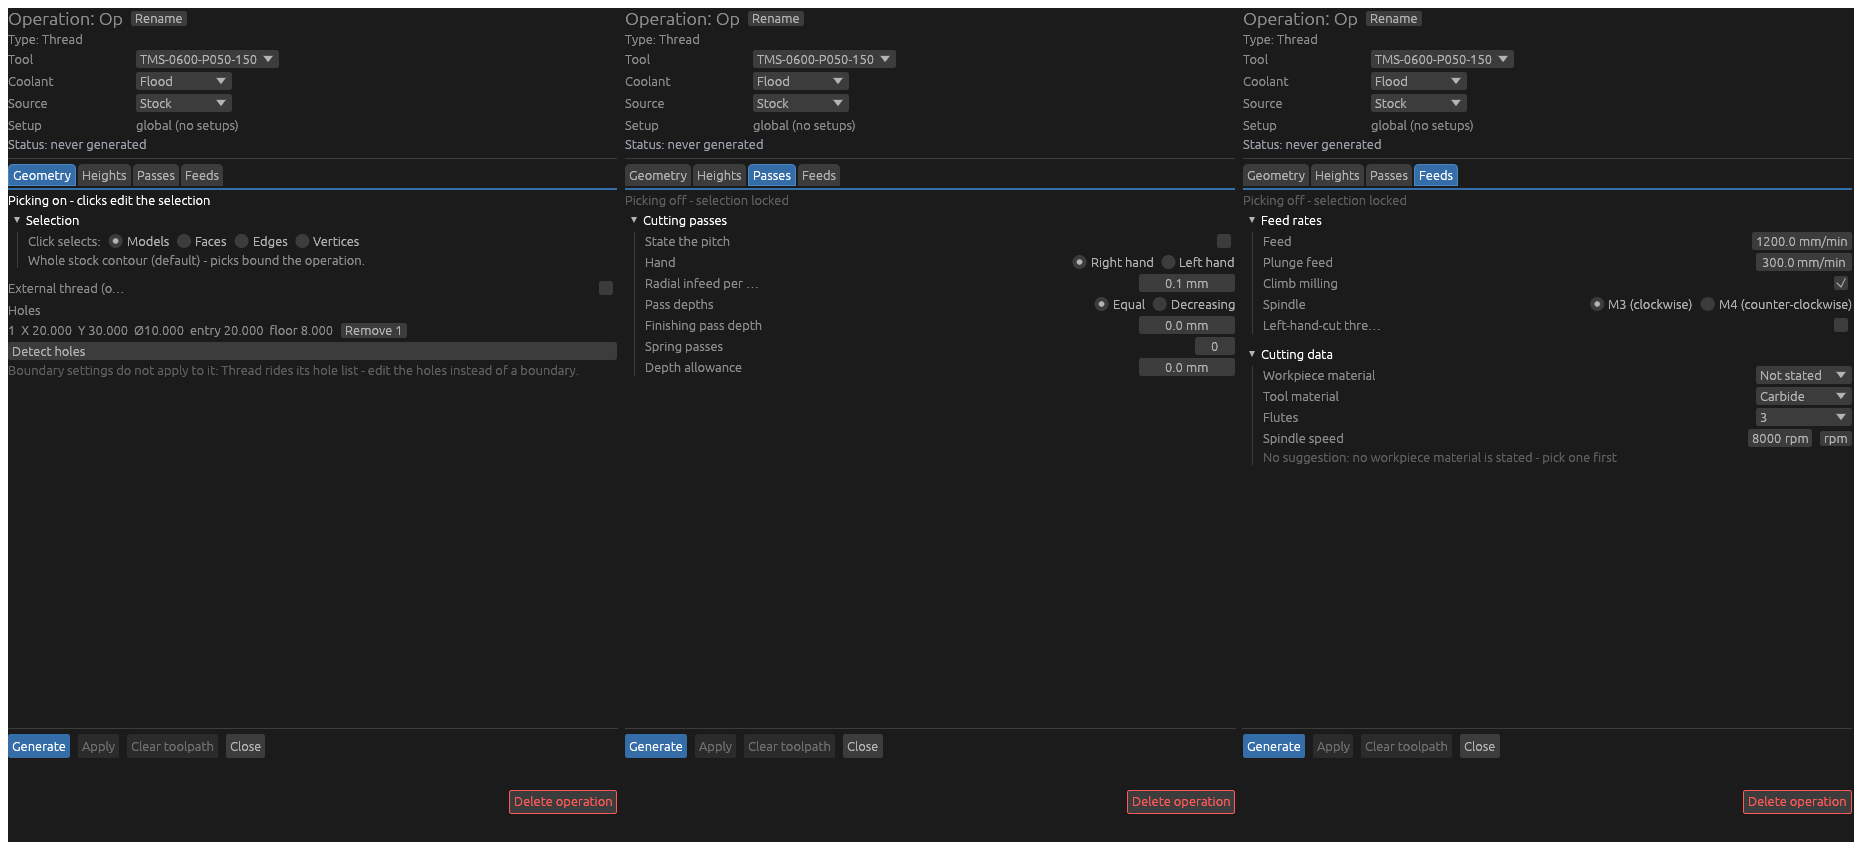 Operation: Op Rename
Type: Thread
Tool TMS-0600-P050-150
Coolant Flood
Source Stock
Setup global (no setups)
Status: never generated
Geometry Heights Passes Feeds
Picking on - clicks edit the selection
Selection
Click selects: Models Faces Edges Vertices
Whole stock contour (default) - picks bound the operation.
External thread (o…
Holes
1 X 20.000 Y 30.000 Ø10.000 entry 20.000 floor 8.000 Remove 1
Detect holes
Boundary settings do not apply to it: Thread rides its hole list - edit the holes instead of a boundary.
Generate Apply Clear toolpath Close
Delete operation
Operation: Op Rename
Type: Thread
Tool TMS-0600-P050-150
Coolant Flood
Source Stock
Setup global (no setups)
Status: never generated
Geometry Heights Passes Feeds
Picking off - selection locked
Cutting passes
State the pitch
Hand Right hand Left hand
Radial infeed per … 0.1 mm
Pass depths Equal Decreasing
Finishing pass depth 0.0 mm
Spring passes 0
Depth allowance 0.0 mm
Generate Apply Clear toolpath Close
Delete operation
Operation: Op Rename
Type: Thread
Tool TMS-0600-P050-150
Coolant Flood
Source Stock
Setup global (no setups)
Status: never generated
Geometry Heights Passes Feeds
Picking off - selection locked
Feed rates
Feed 1200.0 mm/min
Plunge feed 300.0 mm/min
Climb milling
Spindle M3 (clockwise) M4 (counter-clockwise)
Left-hand-cut thre…
Cutting data
Workpiece material Not stated
Tool material Carbide
Flutes 3
Spindle speed 8000 rpm rpm
No suggestion: no workpiece material is stated - pick one first
Generate Apply Clear toolpath Close
Delete operation